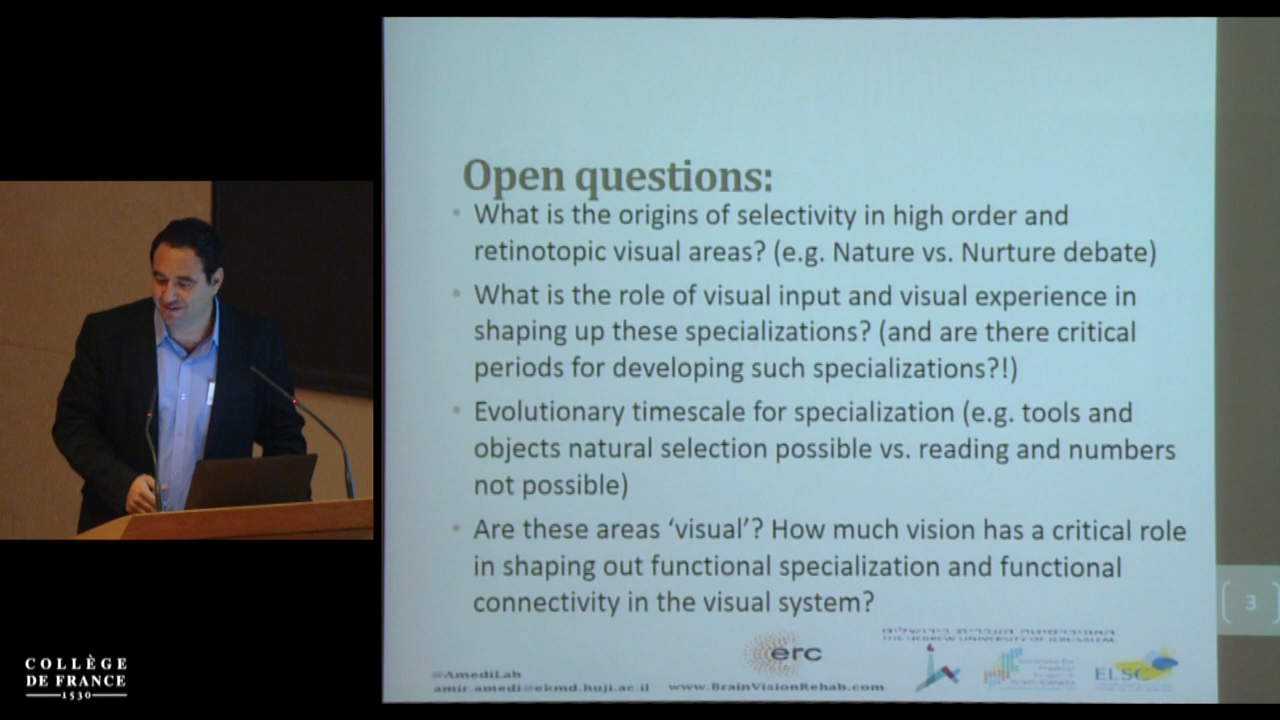 Open questions:
• What is the origins of selectivity in high order and
retinotopic visual areas? (e.g. Nature vs. Nurture debate)
• What is the role of visual input and visual experience in
shaping up these specializations? (and are there critical
periods for developing such specializations?!)
• Evolutionary timescale for specialization (e.g. tools and
objects natural selection possible vs. reading and numbers
not possible)
• Are these areas ‘visual’? How much vision has a critical role
in shaping out functional specialization and functional
connectivity in the visual system?
3
THE HEBREW UNIVERSITY OF JERUSALEM
erc
ELSC
@AmediLab
amir.amedi@ekmd.huji.ac.il www.BrainVisionRehab.com
COLLÈGE
DE FRANCE
1530